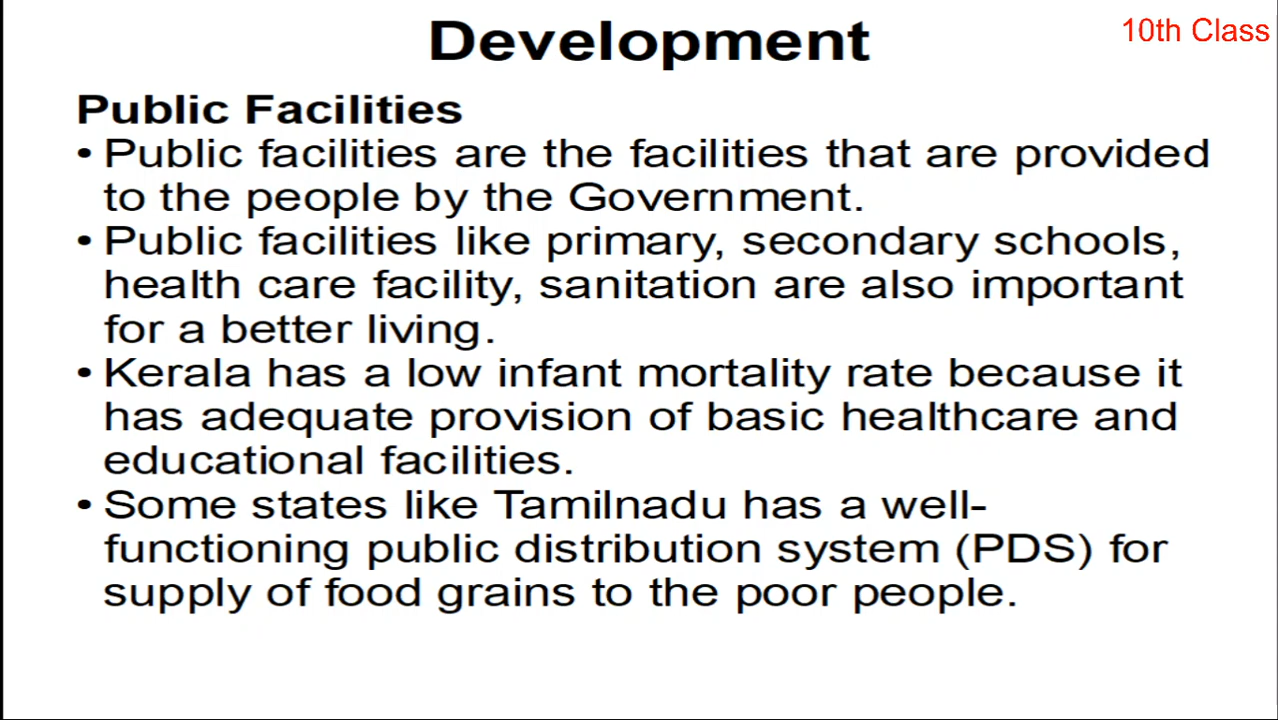 Development
10th Class
Public Facilities
• Public facilities are the facilities that are provided
to the people by the Government.
• Public facilities like primary, secondary schools,
health care facility, sanitation are also important
for a better living.
• Kerala has a low infant mortality rate because it
has adequate provision of basic healthcare and
educational facilities.
• Some states like Tamilnadu has a well-
functioning public distribution system (PDS) for
supply of food grains to the poor people.